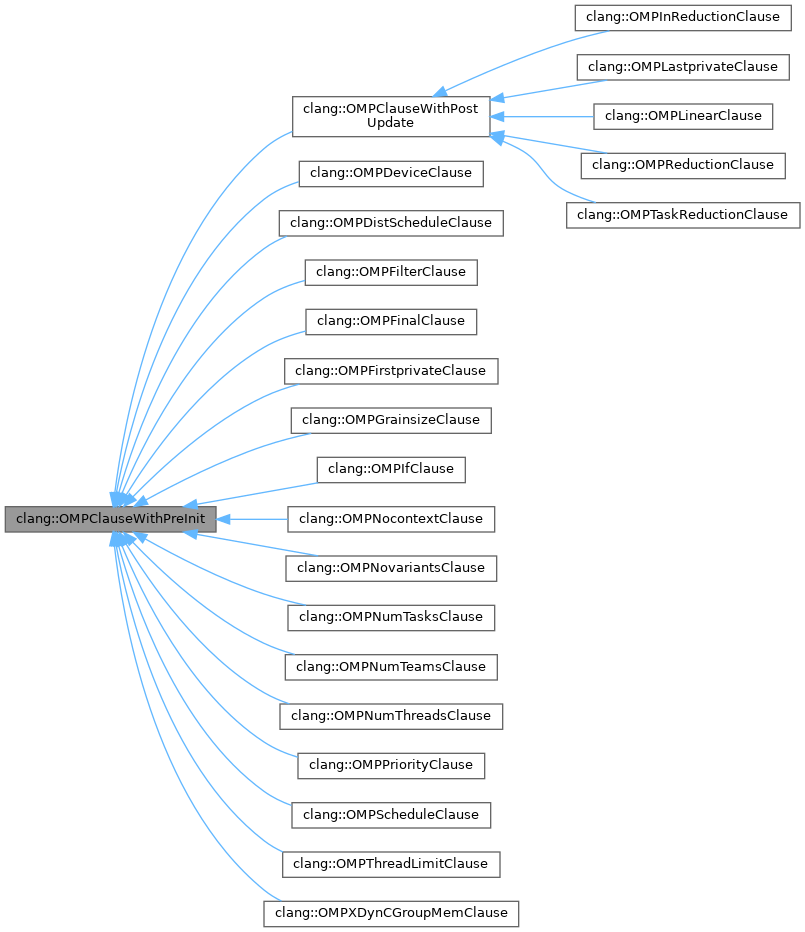 clang::OMPInReductionClause
clang::OMPLastprivateClause
clang::OMPClauseWithPost
Update
clang::OMPLinearClause
clang::OMPReductionClause
clang::OMPDeviceClause
clang::OMPTaskReductionClause
clang::OMPDistScheduleClause
clang::OMPFilterClause
clang::OMPFinalClause
clang::OMPFirstprivateClause
clang::OMPGrainsizeClause
clang::OMPIfClause
clang::OMPClauseWithPreInit
clang::OMPNocontextClause
clang::OMPNovariantsClause
clang::OMPNumTasksClause
clang::OMPNumTeamsClause
clang::OMPNumThreadsClause
clang::OMPPriorityClause
clang::OMPScheduleClause
clang::OMPThreadLimitClause
clang::OMPXDynCGroupMemClause